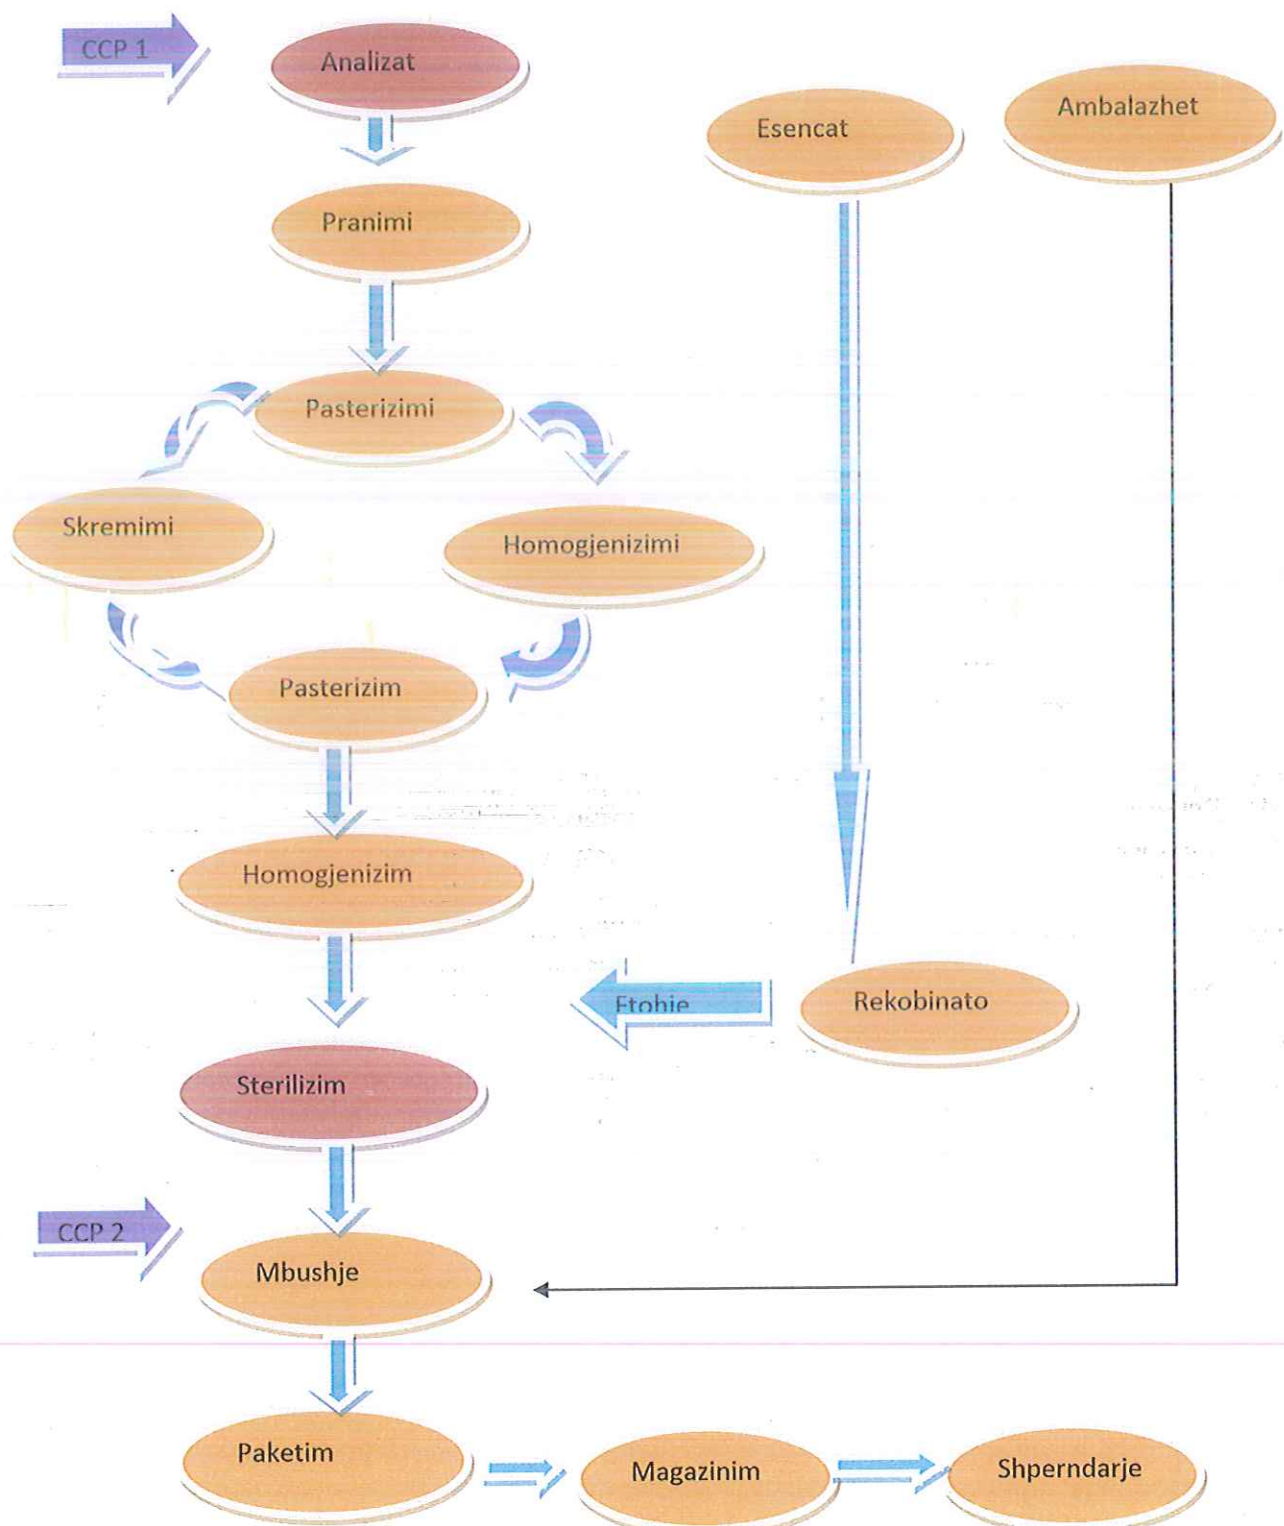 CCP 1
Analizat
Esencat
Ambalazhet
Pranimi
Pasterizimi
Skremimi
Homogjenizimi
Pasterizim
Homogjenizim
Ftohje
Rekobinato
Sterilizim
CCP 2
Mbushje
Paketim
Magazinim
Shperndarje